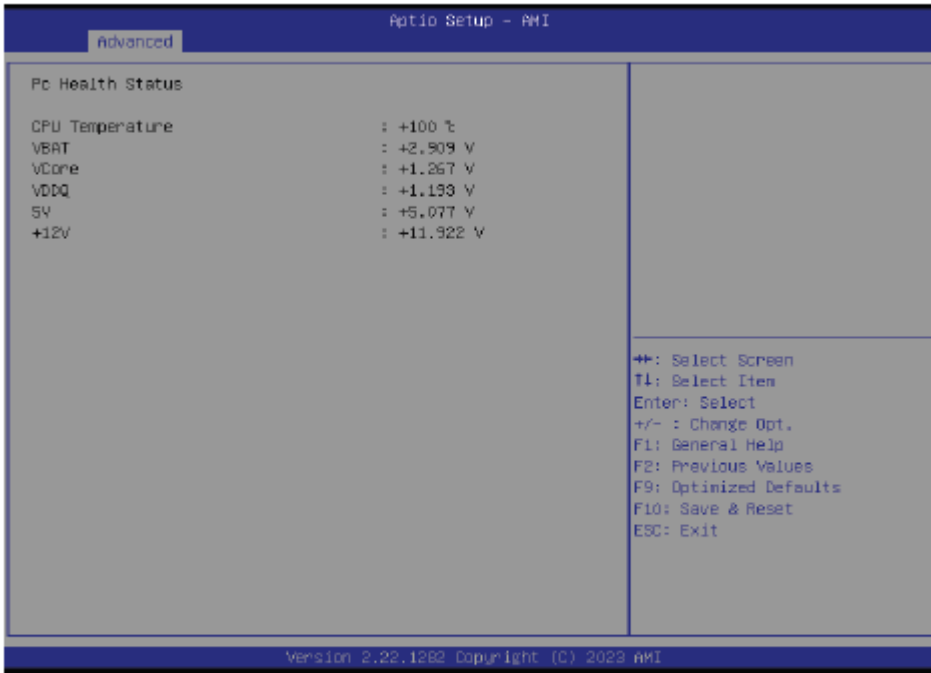 Aptio Setup - AMI
Advanced
Pc Health Status
CPU Temperature : +100 ℃
VBAT : +2.909 V
VCore : +1.267 V
VDDQ : +1.193 V
5V : +5.077 V
+12V : +11.922 V
→←: Select Screen
↑↓: Select Item
Enter: Select
+/- : Change Opt.
F1: General Help
F2: Previous Values
F9: Optimized Defaults
F10: Save & Reset
ESC: Exit
Version 2.22.1282 Copyright (C) 2023 AMI